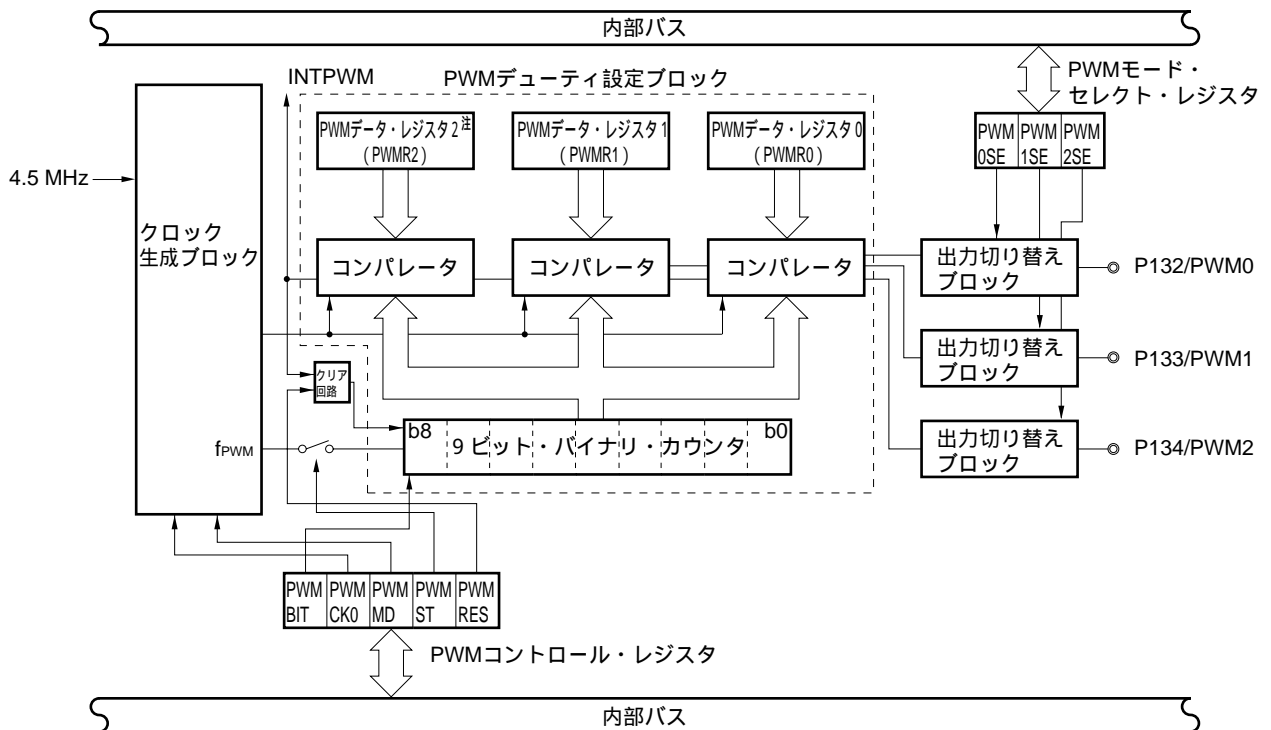 内部バス
INTPWM
PWMデューティ設定ブロック
PWMモード・
セレクト・レジスタ
PWMデータ・レジスタ2注
(PWMR2)
PWMデータ・レジスタ1
(PWMR1)
PWMデータ・レジスタ0
(PWMR0)
PWM PWM PWM
0SE 1SE 2SE
4.5 MHz
クロック
生成ブロック
コンパレータ
コンパレータ
コンパレータ
出力切り替え
ブロック
P132/PWM0
出力切り替え
ブロック
P133/PWM1
クリア
回路
b8 9ビット・バイナリ・カウンタ b0
fPWM
出力切り替え
ブロック
P134/PWM2
PWM PWM PWM PWM PWM
BIT CK0 MD ST RES
PWMコントロール・レジスタ
内部バス